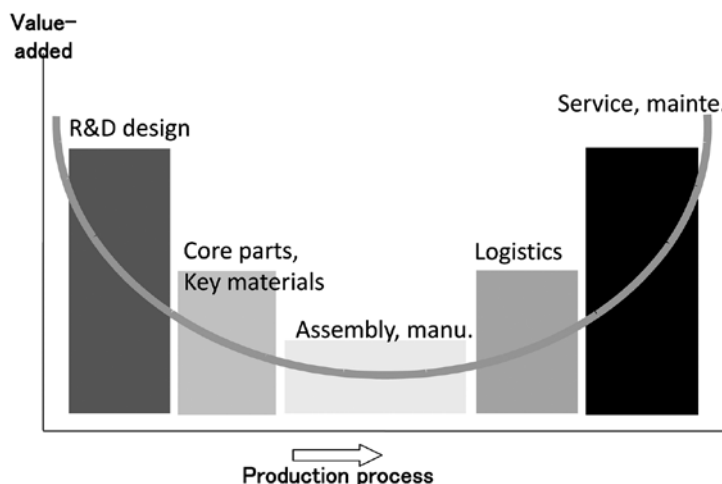 Value-
added
R&D design
Service, mainte.
Core parts,
Key materials
Logistics
Assembly, manu.
Production process